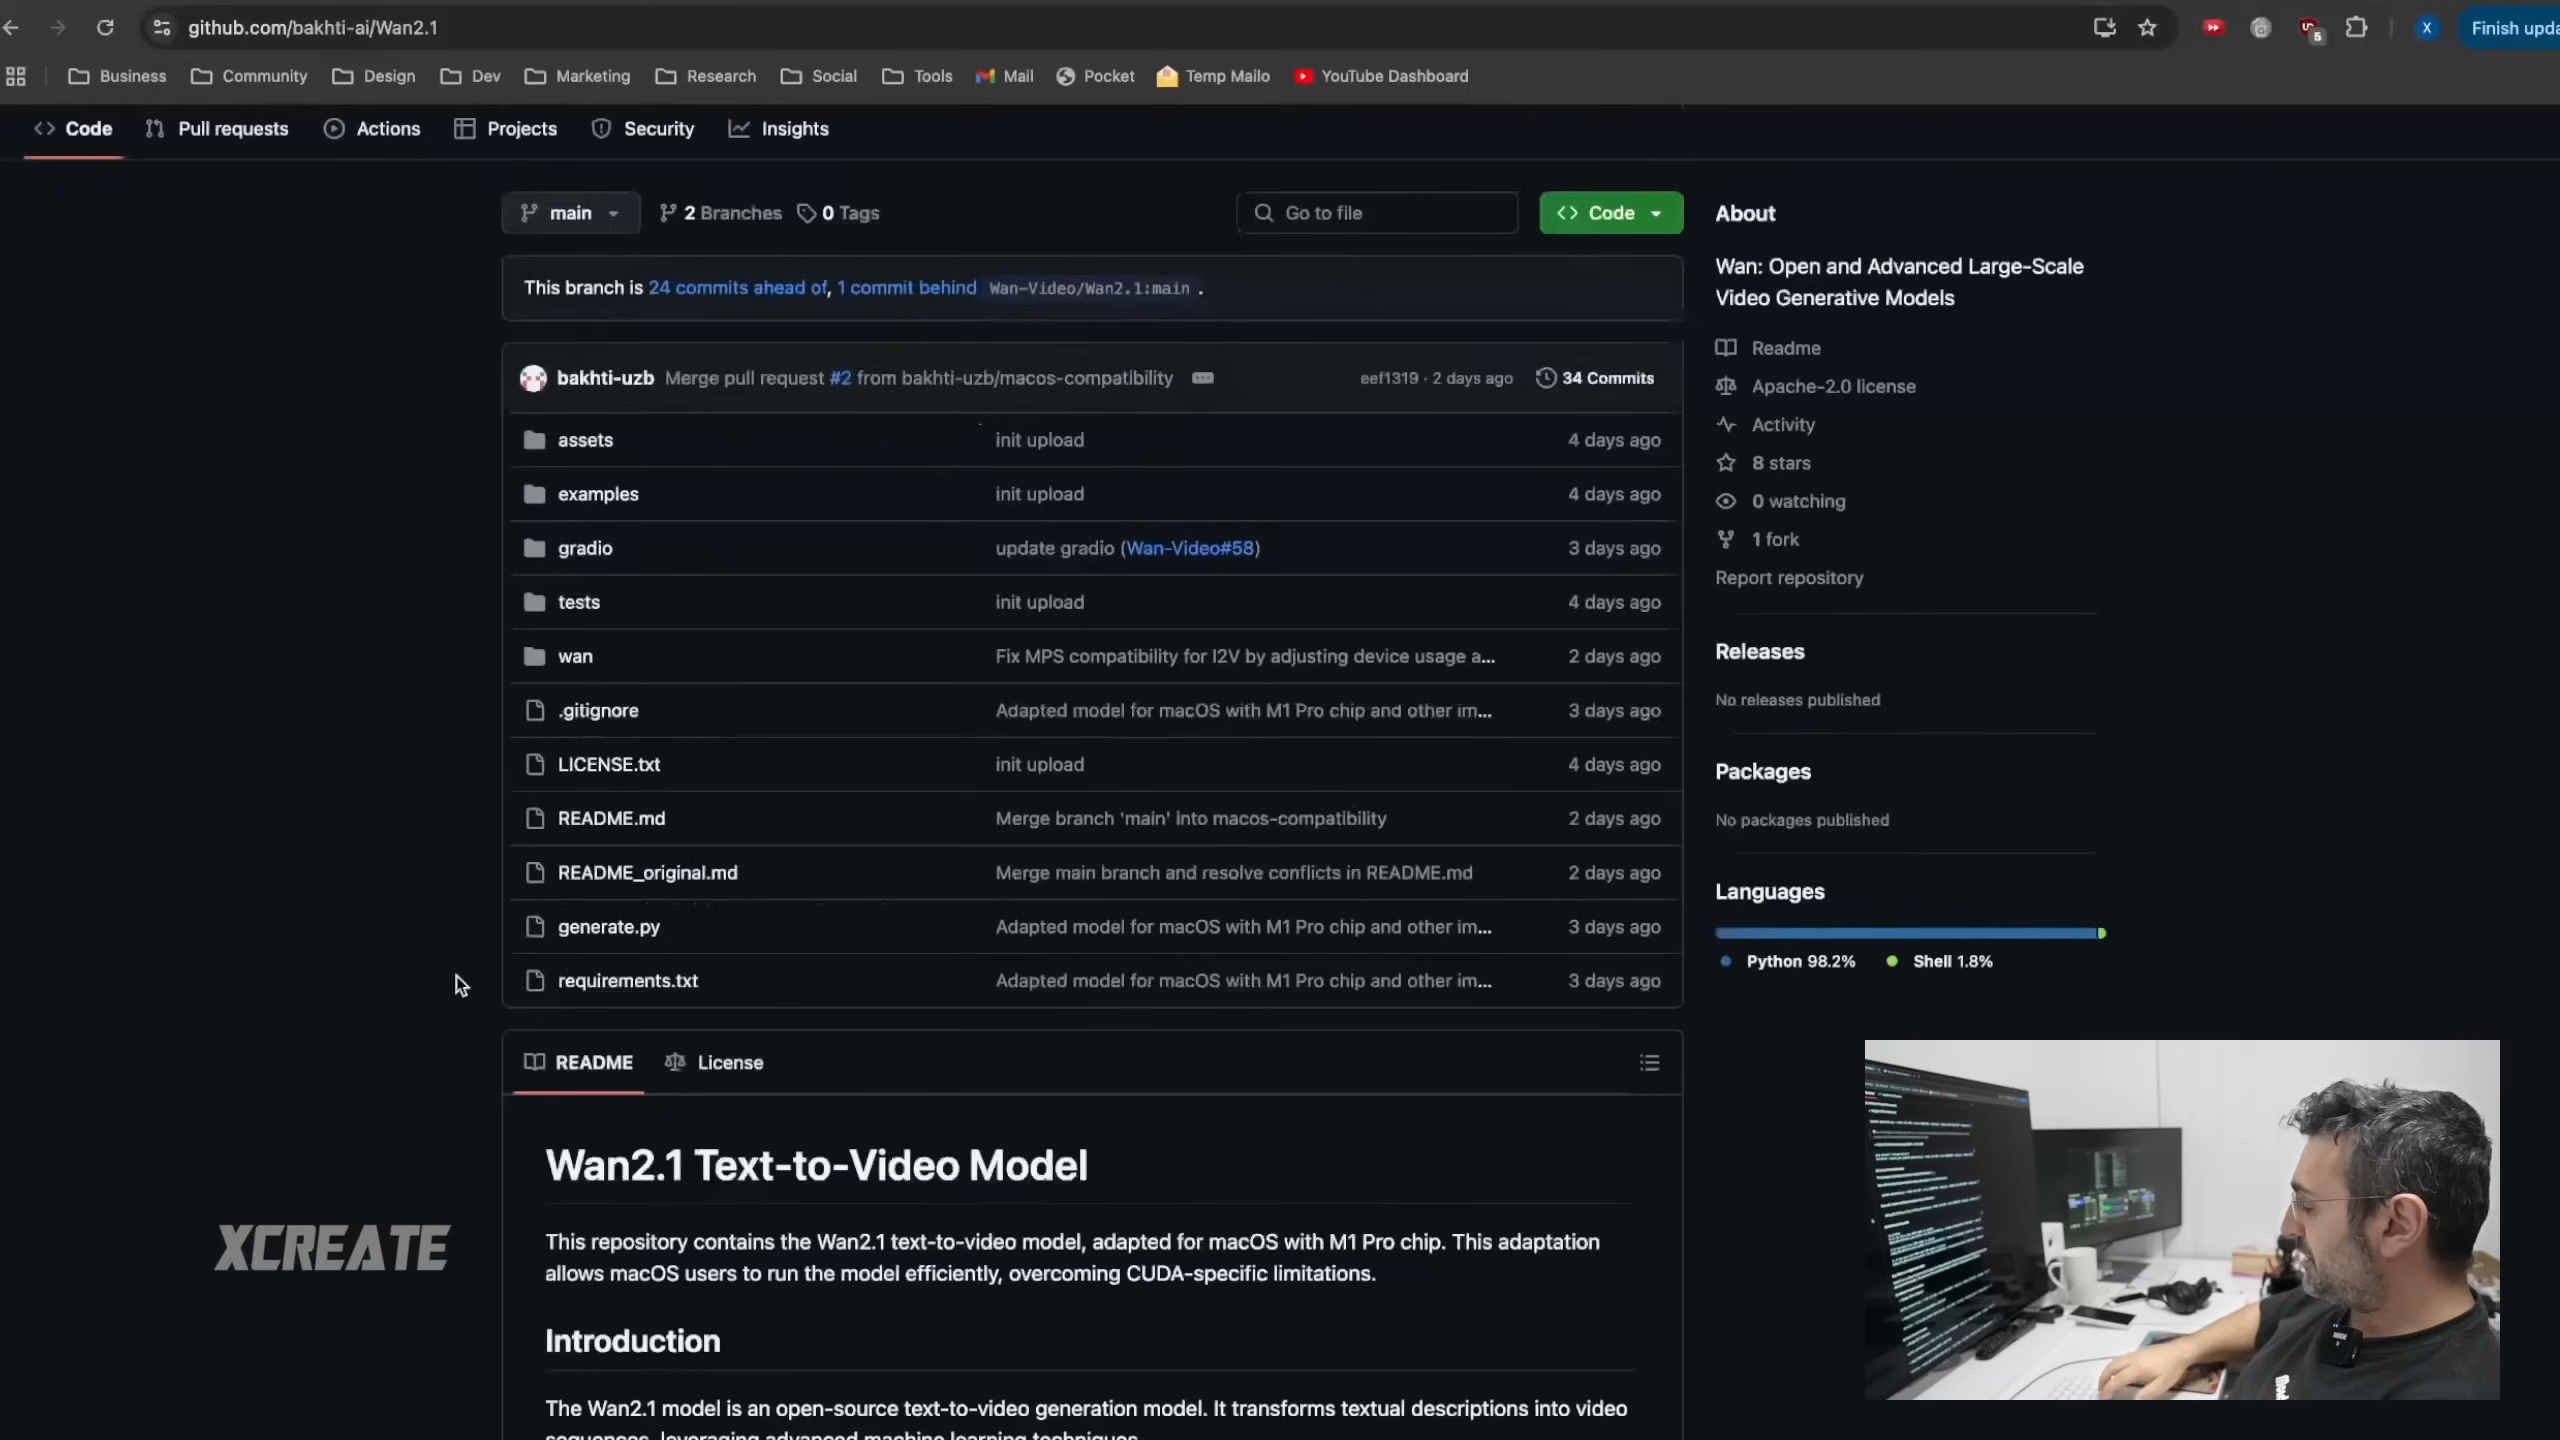 github.com/bakhti-ai/Wan2.1
X
Finish upda
5
Business Community Design Dev Marketing Research Social Tools Mail Pocket Temp Mailo YouTube Dashboard
Code Pull requests Actions Projects Security Insights
main 2 Branches 0 Tags Go to file Code
This branch is 24 commits ahead of, 1 commit behind Wan-Video/Wan2.1:main .
bakhti-uzb Merge pull request #2 from bakhti-uzb/macos-compatibility eef1319 · 2 days ago 34 Commits
assets init upload 4 days ago
examples init upload 4 days ago
gradio update gradio (Wan-Video#58) 3 days ago
tests init upload 4 days ago
wan Fix MPS compatibility for I2V by adjusting device usage a... 2 days ago
.gitignore Adapted model for macOS with M1 Pro chip and other im... 3 days ago
LICENSE.txt init upload 4 days ago
README.md Merge branch 'main' into macos-compatibility 2 days ago
README_original.md Merge main branch and resolve conflicts in README.md 2 days ago
generate.py Adapted model for macOS with M1 Pro chip and other im... 3 days ago
requirements.txt Adapted model for macOS with M1 Pro chip and other im... 3 days ago
About
Wan: Open and Advanced Large-Scale
Video Generative Models
Readme
Apache-2.0 license
Activity
8 stars
0 watching
1 fork
Report repository
Releases
No releases published
Packages
No packages published
Languages
Python 98.2% Shell 1.8%
README License
Wan2.1 Text-to-Video Model
This repository contains the Wan2.1 text-to-video model, adapted for macOS with M1 Pro chip. This adaptation
allows macOS users to run the model efficiently, overcoming CUDA-specific limitations.
Introduction
The Wan2.1 model is an open-source text-to-video generation model. It transforms textual descriptions into video
sequences, leveraging advanced machine learning techniques.
XCREATE